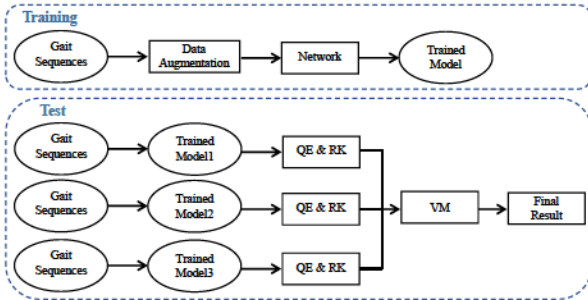 Training
Gait
Sequences
Data
Augmentation
Network
Trained
Model
Test
Gait
Sequences
Trained
Model1
QE & RK
Gait
Sequences
Trained
Model2
QE & RK
VM
Final
Result
Gait
Sequences
Trained
Model3
QE & RK